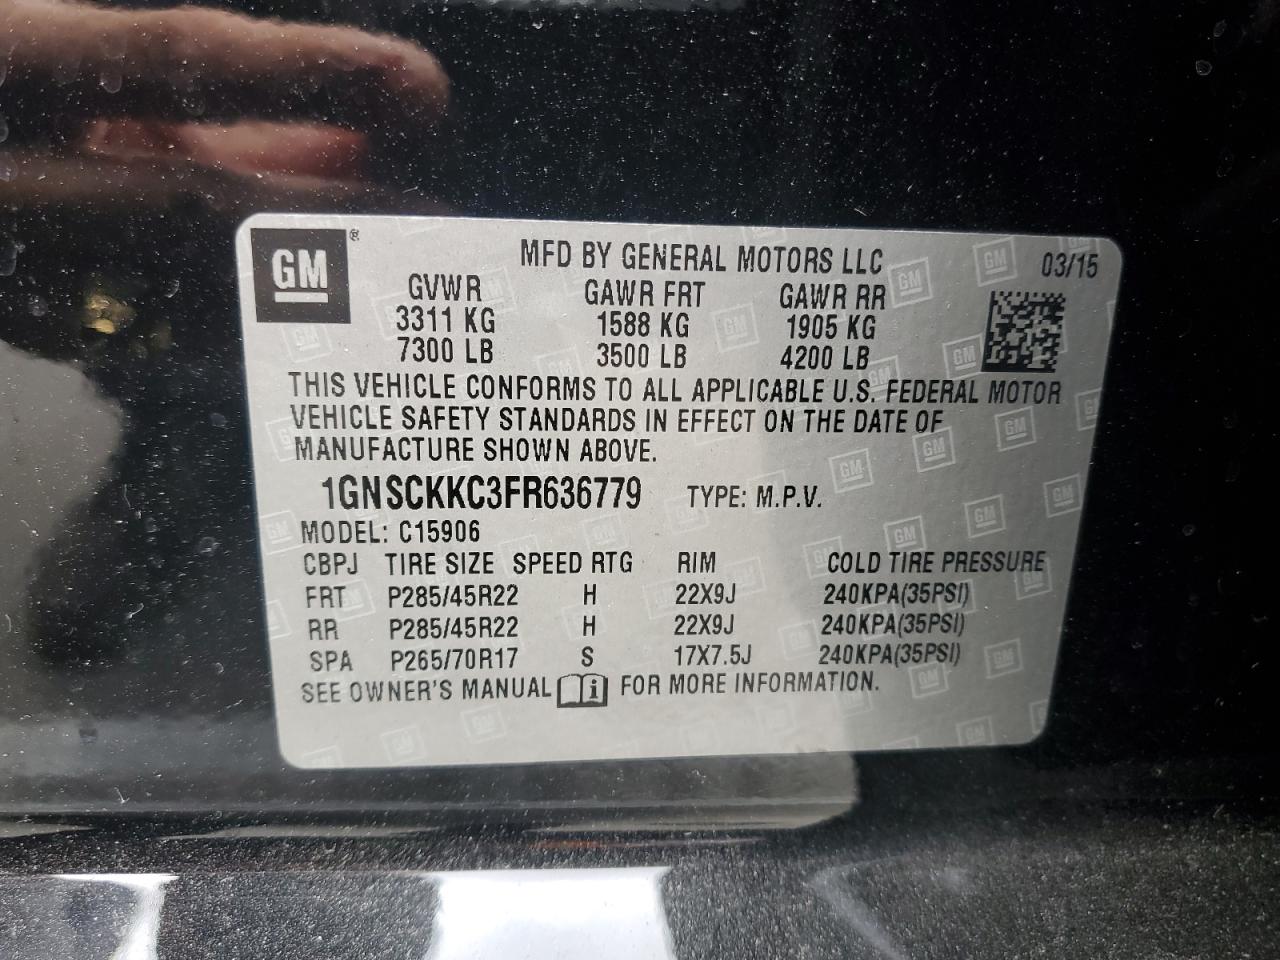 GM ®
MFD BY GENERAL MOTORS LLC 03/15
GVWR GAWR FRT GAWR RR
3311 KG 1588 KG 1905 KG
7300 LB 3500 LB 4200 LB
THIS VEHICLE CONFORMS TO ALL APPLICABLE U.S. FEDERAL MOTOR
VEHICLE SAFETY STANDARDS IN EFFECT ON THE DATE OF
MANUFACTURE SHOWN ABOVE.
1GNSCKKC3FR636779 TYPE: M.P.V.
MODEL: C15906
CBPJ TIRE SIZE SPEED RTG RIM COLD TIRE PRESSURE
FRT P285/45R22 H 22X9J 240KPA(35PSI)
RR P285/45R22 H 22X9J 240KPA(35PSI)
SPA P265/70R17 S 17X7.5J 240KPA(35PSI)
SEE OWNER'S MANUAL i FOR MORE INFORMATION.